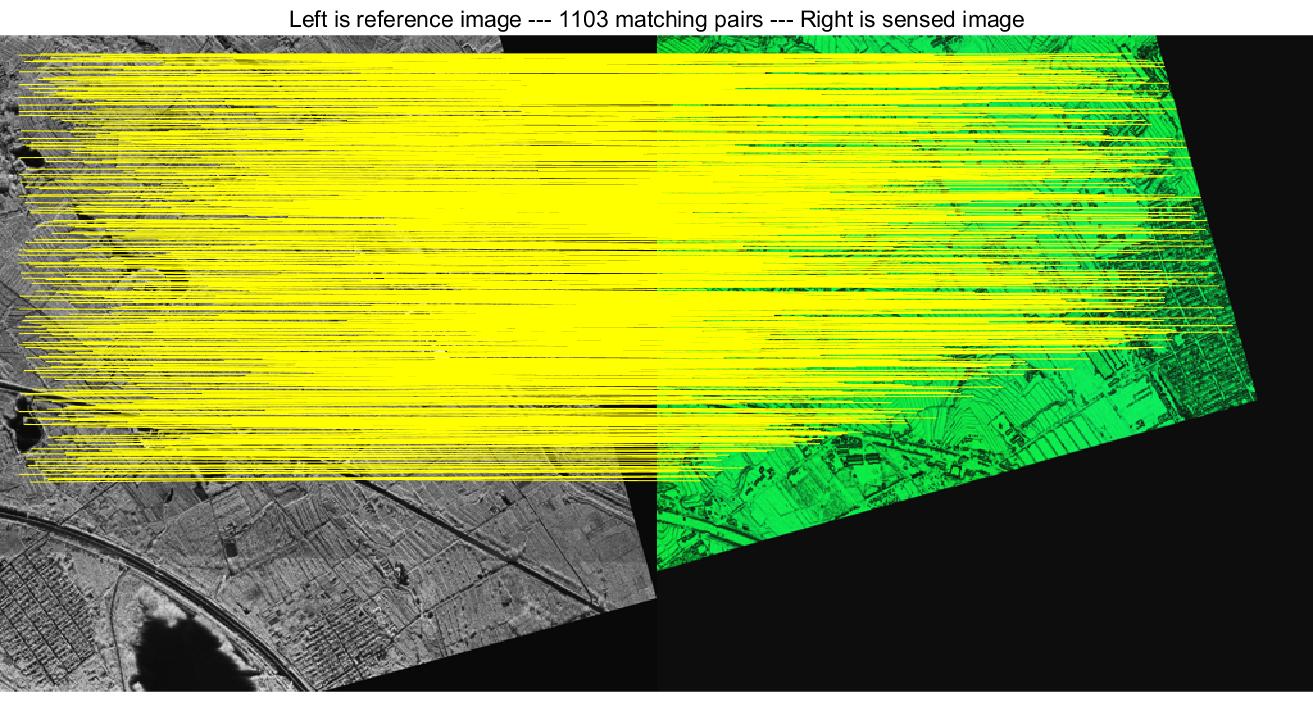 Left is reference image --- 1103 matching pairs --- Right is sensed image